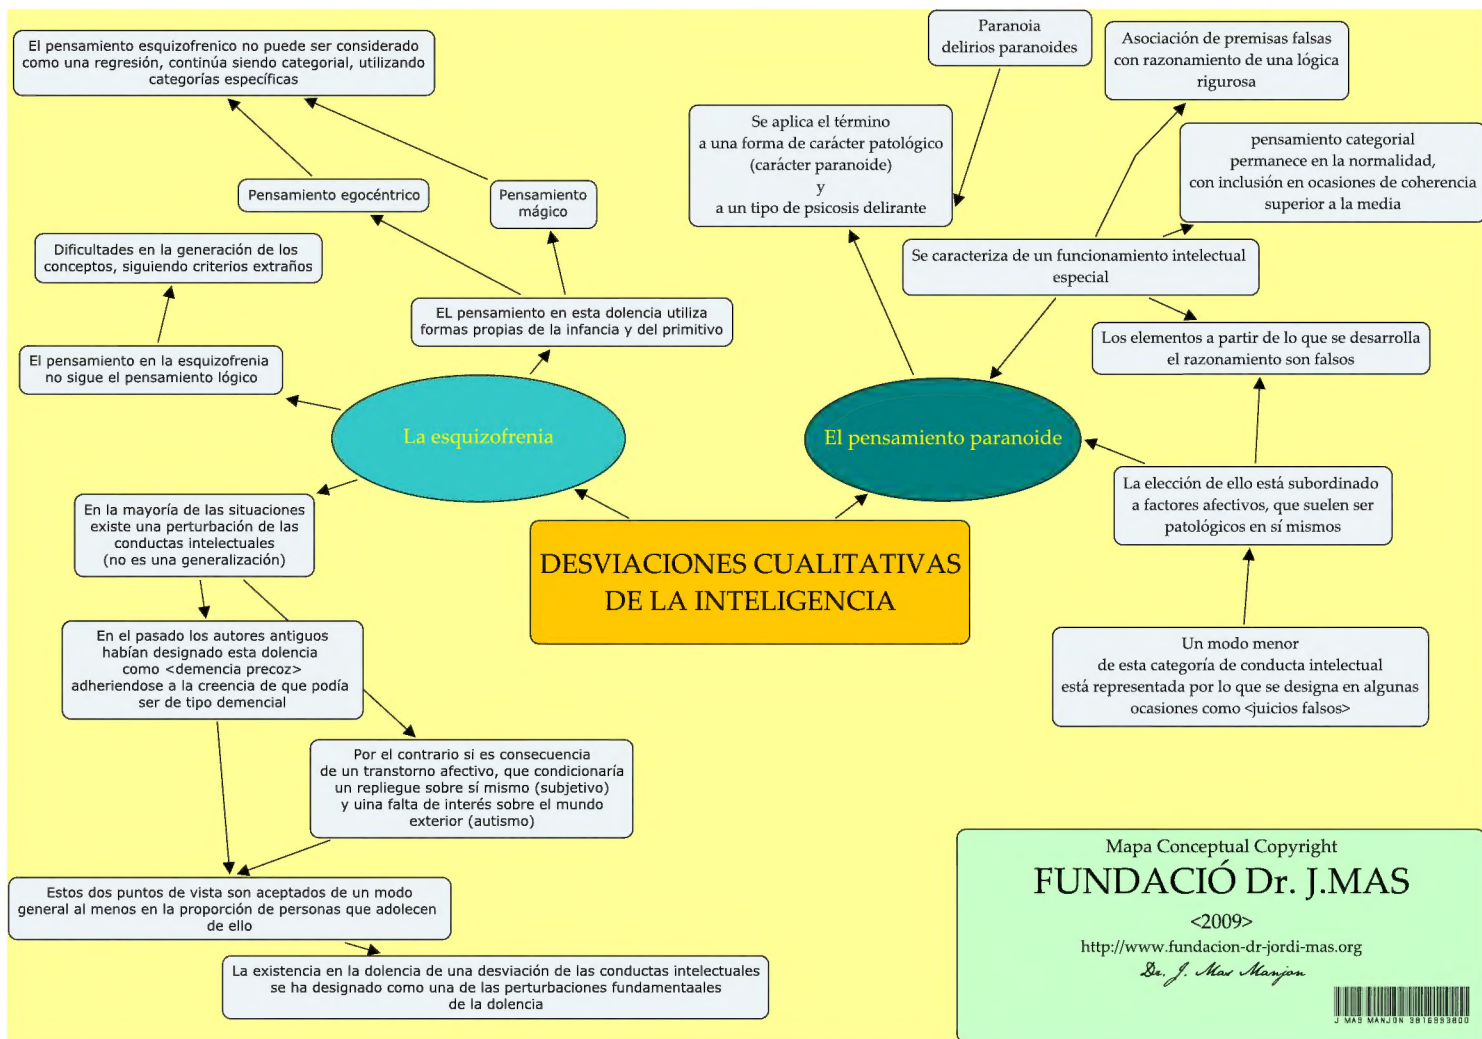 El pensamiento esquizofrenico no puede ser considerado
como una regresión, continúa siendo categorial, utilizando
categorías específicas
Pensamiento egocéntrico
Pensamiento
mágico
Dificultades en la generación de los
conceptos, siguiendo criterios extraños
EL pensamiento en esta dolencia utiliza
formas propias de la infancia y del primitivo
El pensamiento en la esquizofrenia
no sigue el pensamiento lógico
La esquizofrenia
En la mayoría de las situaciones
existe una perturbación de las
conductas intelectuales
(no es una generalización)
En el pasado los autores antiguos
habían designado esta dolencia
como <demencia precoz>
adheriendose a la creencia de que podía
ser de tipo demencial
Por el contrario si es consecuencia
de un transtorno afectivo, que condicionaría
un repliegue sobre sí mismo (subjetivo)
y uina falta de interés sobre el mundo
exterior (autismo)
Estos dos puntos de vista son aceptados de un modo
general al menos en la proporción de personas que adolecen
de ello
La existencia en la dolencia de una desviación de las conductas intelectuales
se ha designado como una de las perturbaciones fundamentaales
de la dolencia
Paranoia
delirios paranoides
Asociación de premisas falsas
con razonamiento de una lógica
rigurosa
Se aplica el término
a una forma de carácter patológico
(carácter paranoide)
y
a un tipo de psicosis delirante
pensamiento categorial
permanece en la normalidad,
con inclusión en ocasiones de coherencia
superior a la media
Se caracteriza de un funcionamiento intelectual
especial
Los elementos a partir de lo que se desarrolla
el razonamiento son falsos
El pensamiento paranoide
La elección de ello está subordinado
a factores afectivos, que suelen ser
patológicos en sí mismos
DESVIACIONES CUALITATIVAS
DE LA INTELIGENCIA
Un modo menor
de esta categoría de conducta intelectual
está representada por lo que se designa en algunas
ocasiones como <juicios falsos>
Mapa Conceptual Copyright
FUNDACIÓ Dr. J.MAS
<2009>
http://www.fundacion-dr-jordi-mas.org
Dr. J. Mas Manjon
J MAS MANJON 3816893800